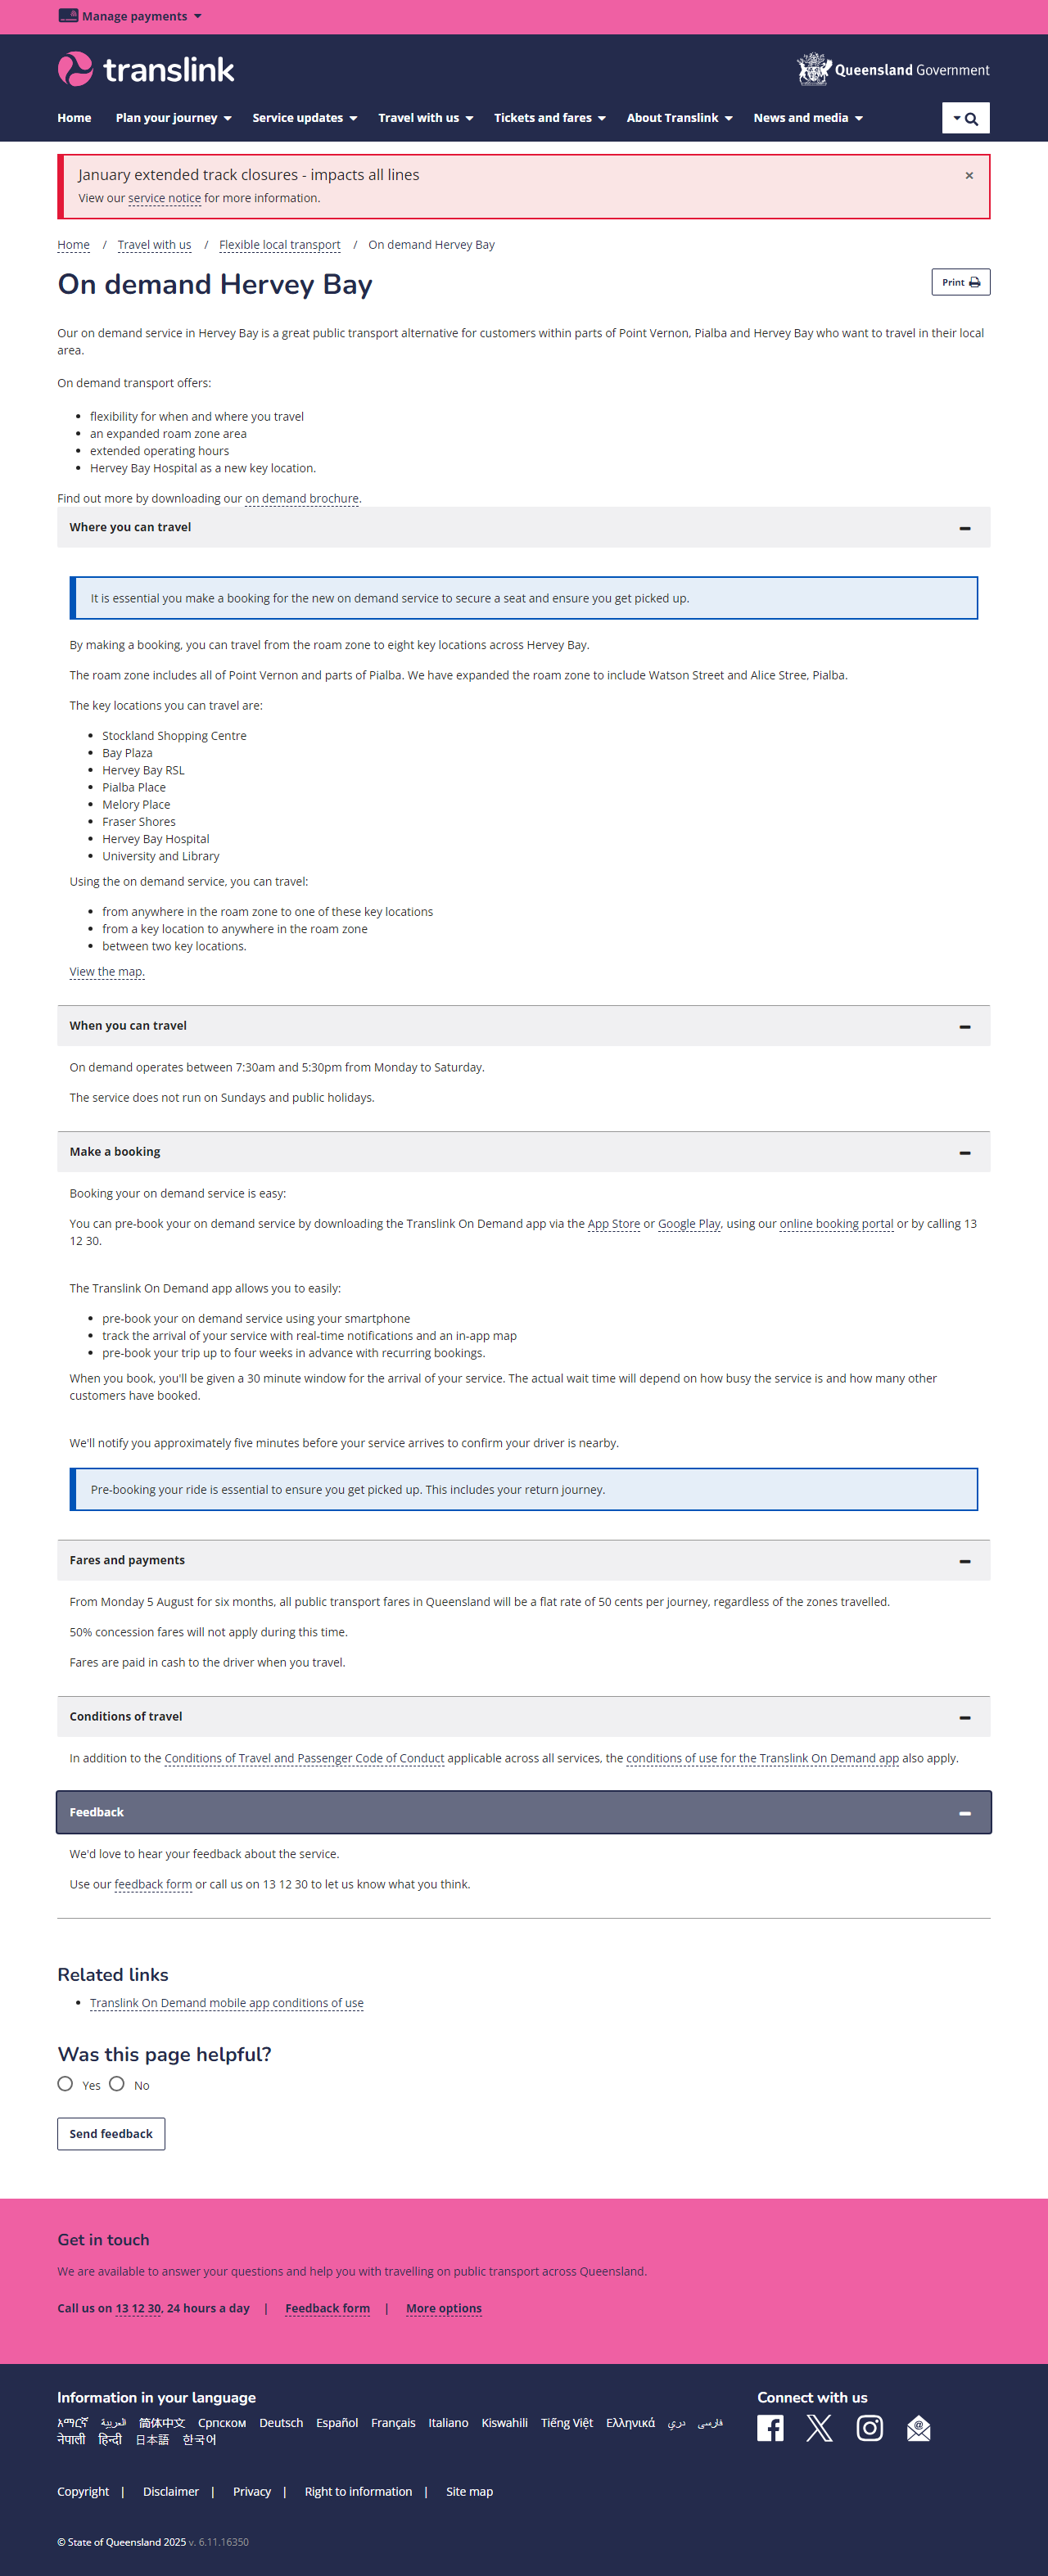 Manage payments
translink
Queensland Government
Home Plan your journey Service updates Travel with us Tickets and fares About Translink News and media
January extended track closures - impacts all lines ×
View our service notice for more information.
Home / Travel with us / Flexible local transport / On demand Hervey Bay
On demand Hervey Bay
Print
Our on demand service in Hervey Bay is a great public transport alternative for customers within parts of Point Vernon, Pialba and Hervey Bay who want to travel in their local
area.
On demand transport offers:
• flexibility for when and where you travel
• an expanded roam zone area
• extended operating hours
• Hervey Bay Hospital as a new key location.
Find out more by downloading our on demand brochure.
Where you can travel
It is essential you make a booking for the new on demand service to secure a seat and ensure you get picked up.
By making a booking, you can travel from the roam zone to eight key locations across Hervey Bay.
The roam zone includes all of Point Vernon and parts of Pialba. We have expanded the roam zone to include Watson Street and Alice Stree, Pialba.
The key locations you can travel are:
• Stockland Shopping Centre
• Bay Plaza
• Hervey Bay RSL
• Pialba Place
• Melory Place
• Fraser Shores
• Hervey Bay Hospital
• University and Library
Using the on demand service, you can travel:
• from anywhere in the roam zone to one of these key locations
• from a key location to anywhere in the roam zone
• between two key locations.
View the map.
When you can travel
On demand operates between 7:30am and 5:30pm from Monday to Saturday.
The service does not run on Sundays and public holidays.
Make a booking
Booking your on demand service is easy:
You can pre-book your on demand service by downloading the Translink On Demand app via the App Store or Google Play, using our online booking portal or by calling 13
12 30.
The Translink On Demand app allows you to easily:
• pre-book your on demand service using your smartphone
• track the arrival of your service with real-time notifications and an in-app map
• pre-book your trip up to four weeks in advance with recurring bookings.
When you book, you'll be given a 30 minute window for the arrival of your service. The actual wait time will depend on how busy the service is and how many other
customers have booked.
We'll notify you approximately five minutes before your service arrives to confirm your driver is nearby.
Pre-booking your ride is essential to ensure you get picked up. This includes your return journey.
Fares and payments
From Monday 5 August for six months, all public transport fares in Queensland will be a flat rate of 50 cents per journey, regardless of the zones travelled.
50% concession fares will not apply during this time.
Fares are paid in cash to the driver when you travel.
Conditions of travel
In addition to the Conditions of Travel and Passenger Code of Conduct applicable across all services, the conditions of use for the Translink On Demand app also apply.
Feedback
We'd love to hear your feedback about the service.
Use our feedback form or call us on 13 12 30 to let us know what you think.
Related links
• Translink On Demand mobile app conditions of use
Was this page helpful?
Yes No
Send feedback
Get in touch
We are available to answer your questions and help you with travelling on public transport across Queensland.
Call us on 13 12 30, 24 hours a day | Feedback form | More options
Information in your language
አማርኛ العربية 简体中文 Српском Deutsch Español Français Italiano Kiswahili Tiếng Việt Ελληνικά دري فارسی
नेपाली हिन्दी 日本語 한국어
Connect with us
Copyright | Disclaimer | Privacy | Right to information | Site map
© State of Queensland 2025 v. 6.11.16350